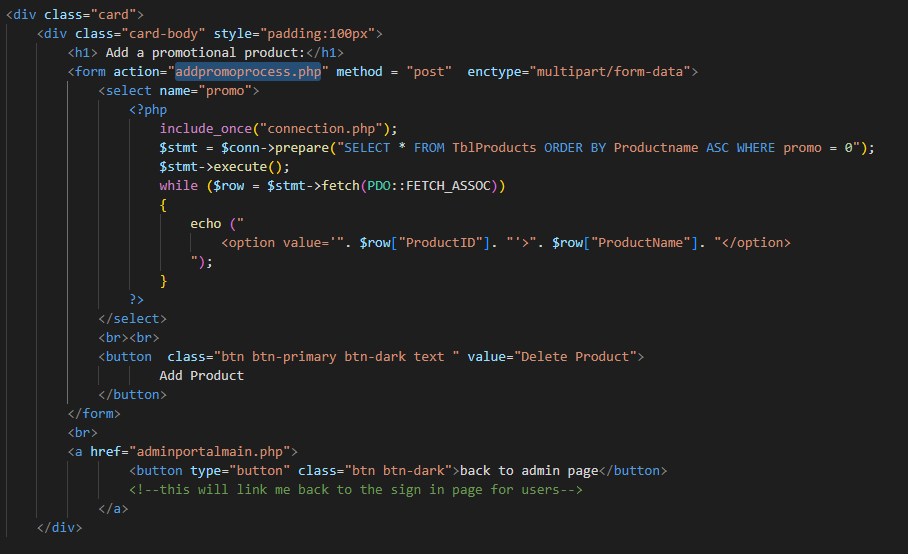 <div class="card">
<div class="card-body" style="padding:100px">
<h1> Add a promotional product:</h1>
<form action="addpromoprocess.php" method = "post"  enctype="multipart/form-data">
<select name="promo">
<?php
include_once("connection.php");
$stmt = $conn->prepare("SELECT * FROM TblProducts ORDER BY Productname ASC WHERE promo = 0");
$stmt->execute();
while ($row = $stmt->fetch(PDO::FETCH_ASSOC))
{
echo ("
<option value='". $row["ProductID"]. "'>". $row["ProductName"]. "</option>
");
}
?>
</select>
<br><br>
<button  class="btn btn-primary btn-dark text " value="Delete Product">
Add Product
</button>
</form>
<br>
<a href="adminportalmain.php">
<button type="button" class="btn btn-dark">back to admin page</button>
<!--this will link me back to the sign in page for users-->
</a>
</div>